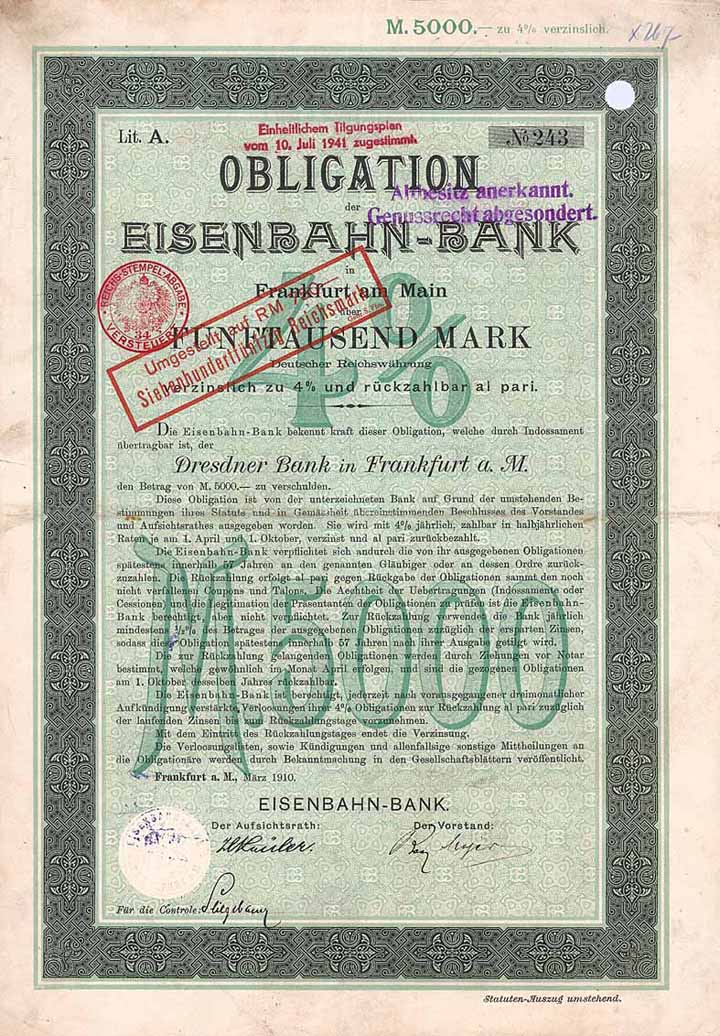 M. 5000.— zu 4% verzinslich.
x267
Lit. A.
No 243
Einheitlichem Tilgungsplan
vom 10. Juli 1941 zugestimmt.
OBLIGATION
Altbesitz anerkannt.
der
Genussrecht abgesondert.
EISENBAHN-BANK
in
Frankfurt am Main
über
REICHS-STEMPEL-ABGABE
VERSTEUERT
34
Umgestellt auf RM
Siebenhundertfünfzig Reichsmark
FÜNFTAUSEND MARK
Deutscher Reichswährung
verzinslich zu 4% und rückzahlbar al pari.
4%
Die Eisenbahn-Bank bekennt kraft dieser Obligation, welche durch Indossament
übertragbar ist, der
Dresdner Bank in Frankfurt a. M.
den Betrag von M. 5000.— zu verschulden.
Diese Obligation ist von der unterzeichneten Bank auf Grund der umstehenden Be-
stimmungen ihres Statuts und in Gemässheit übereinstimmenden Beschlusses des Vorstandes
und Aufsichtsrathes ausgegeben worden. Sie wird mit 4% jährlich, zahlbar in halbjährlichen
Raten je am 1. April und 1. Oktober, verzinst und al pari zurückbezahlt.
Die Eisenbahn-Bank verpflichtet sich andurch die von ihr ausgegebenen Obligationen
spätestens innerhalb 57 Jahren an den genannten Gläubiger oder an dessen Ordre zurück-
zuzahlen. Die Rückzahlung erfolgt al pari gegen Rückgabe der Obligationen sammt den noch
nicht verfallenen Coupons und Talons. Die Aechtheit der Uebertragungen (Indossamente oder
Cessionen) und die Legitimation der Präsentanten der Obligationen zu prüfen ist die Eisenbahn-
Bank berechtigt aber nicht verpflichtet. Zur Rückzahlung verwendet die Bank jährlich
mindestens ½% des Betrages der ausgegebenen Obligationen zuzüglich der ersparten Zinsen,
sodass diese Obligation spätestens innerhalb 57 Jahren nach ihrer Ausgabe getilgt wird.
Die zur Rückzahlung gelangenden Obligationen werden durch Ziehungen vor Notar
bestimmt, welche gewöhnlich im Monat April erfolgen, und sind die gezogenen Obligationen
am 1. Oktober desselben Jahres rückzahlbar.
Die Eisenbahn-Bank ist berechtigt, jederzeit nach vorausgegangener dreimonatlicher
Aufkündigung verstärkte Verloosungen ihrer 4% Obligationen zur Rückzahlung al pari zuzüglich
der laufenden Zinsen bis zum Rückzahlungstage vorzunehmen.
Mit dem Eintritt des Rückzahlungstages endet die Verzinsung.
Die Verloosungslisten, sowie Kündigungen und allenfallsige sonstige Mittheilungen an
die Obligationäre werden durch Bekanntmachung in den Gesellschaftsblättern veröffentlicht.
M. 5000
Frankfurt a. M., März 1910.
EISENBAHN-BANK.
Der Aufsichtsrath:
Der Vorstand:
Für die Controle:
Statuten-Auszug umstehend.